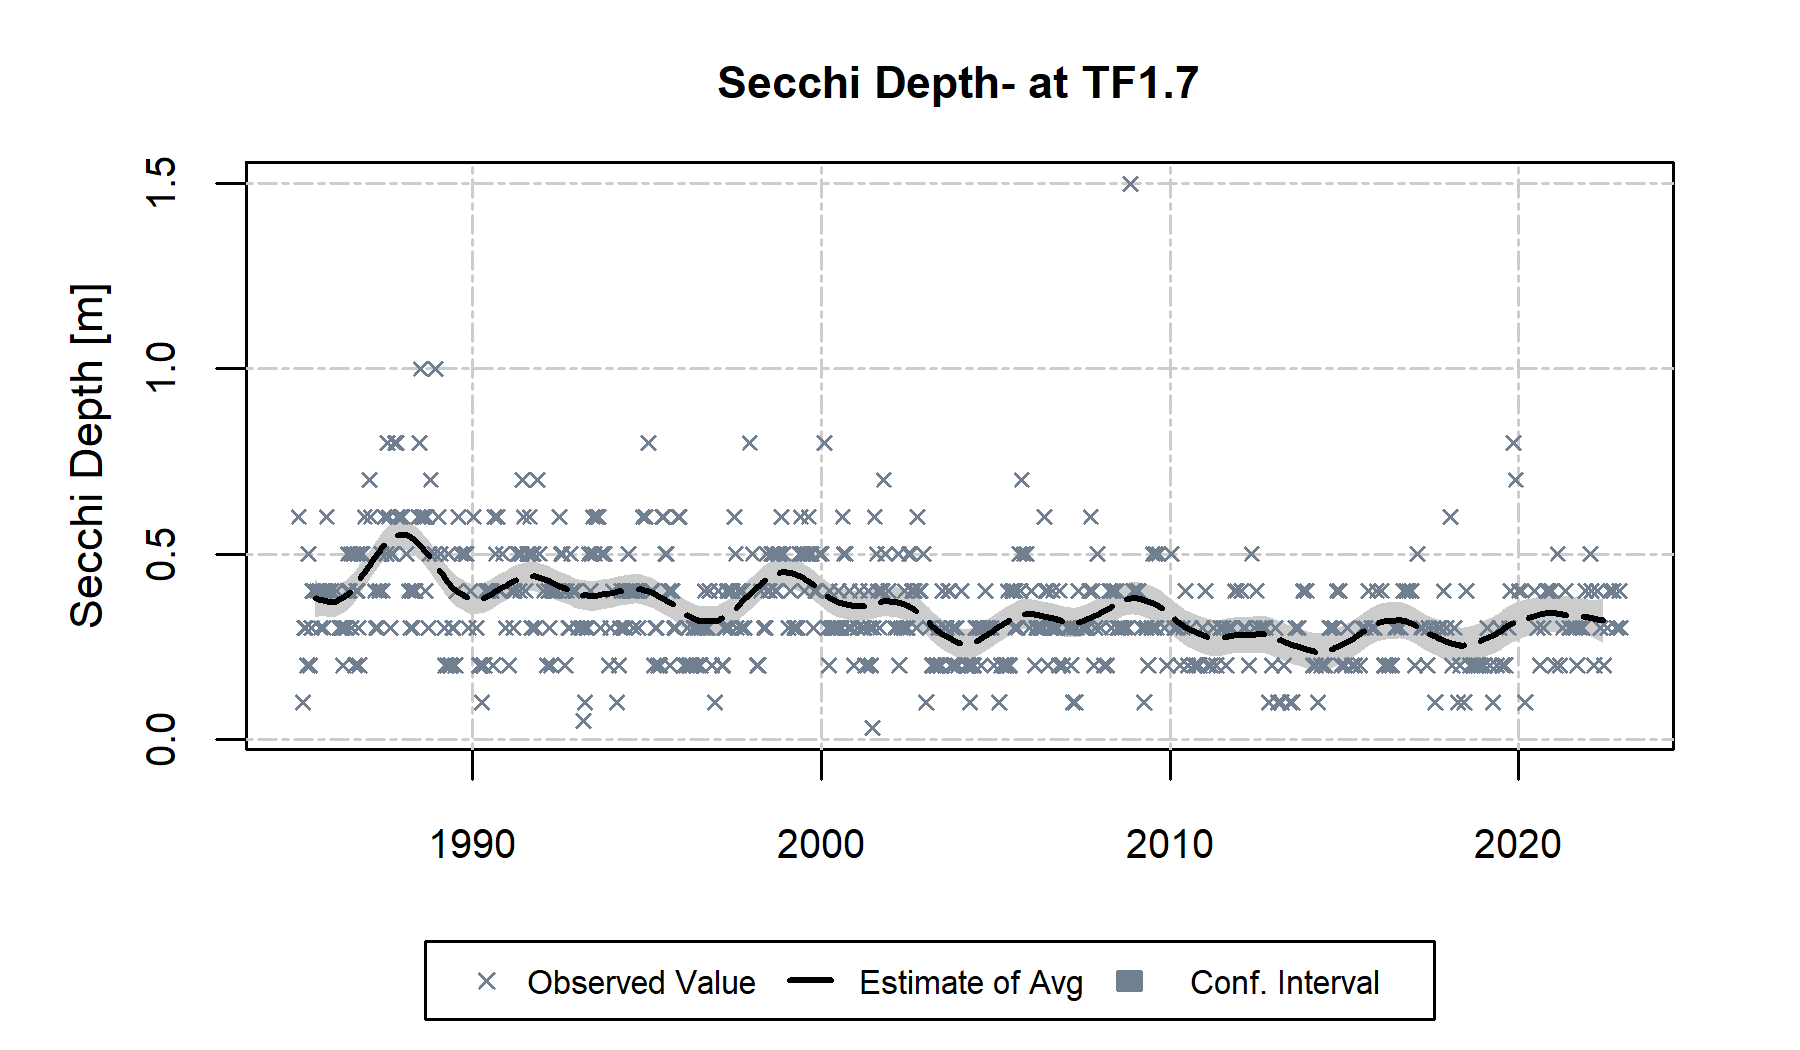 Secchi Depth- at TF1.7
Secchi Depth [m]
1.5
1.0
0.5
0.0
1990 2000 2010 2020
Observed Value Estimate of Avg Conf. Interval